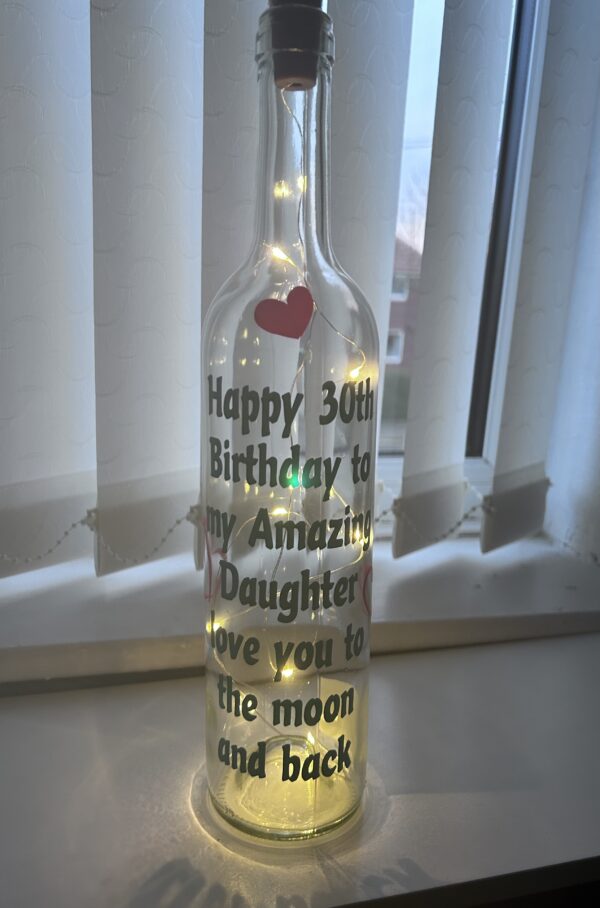 Happy 30th
Birthday to
my Amazing
Daughter
love you to
the moon
and back